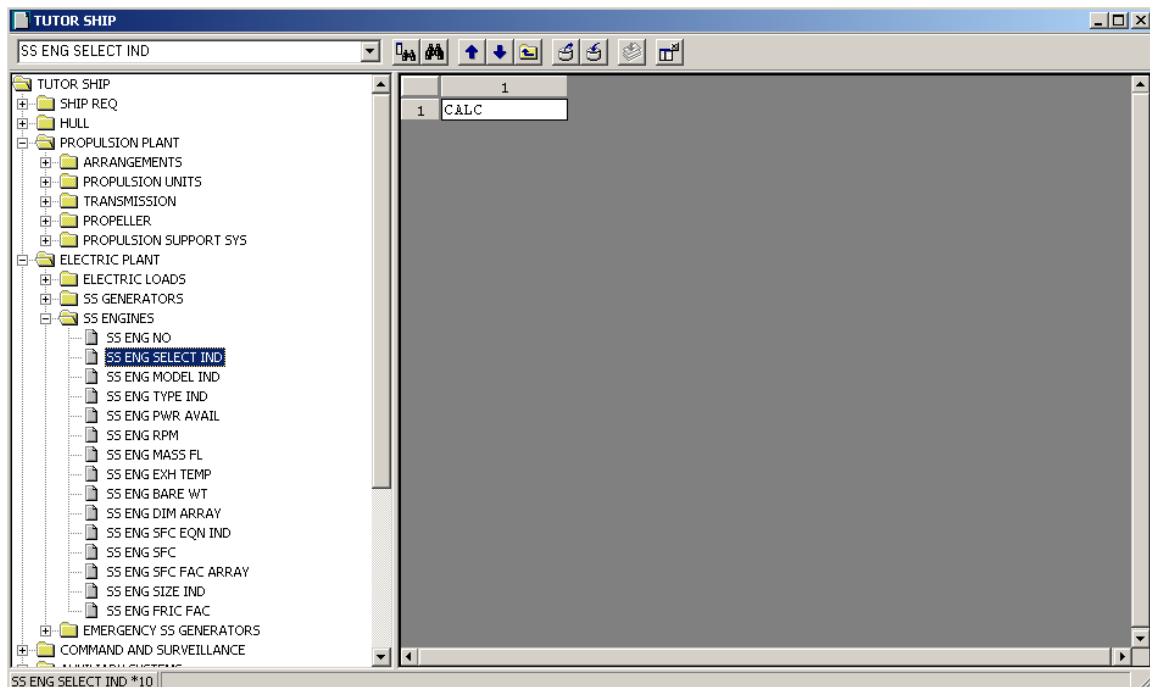 TUTOR SHIP
SS ENG SELECT IND
TUTOR SHIP
SHIP REQ
HULL
PROPULSION PLANT
ARRANGEMENTS
PROPULSION UNITS
TRANSMISSION
PROPELLER
PROPULSION SUPPORT SYS
ELECTRIC PLANT
ELECTRIC LOADS
SS GENERATORS
SS ENGINES
SS ENG NO
SS ENG SELECT IND
SS ENG MODEL IND
SS ENG TYPE IND
SS ENG PWR AVAIL
SS ENG RPM
SS ENG MASS FL
SS ENG EXH TEMP
SS ENG BARE WT
SS ENG DIM ARRAY
SS ENG SFC EQN IND
SS ENG SFC
SS ENG SFC FAC ARRAY
SS ENG SIZE IND
SS ENG FRIC FAC
EMERGENCY SS GENERATORS
COMMAND AND SURVEILLANCE
AUXILIARY SYSTEMS
1
1 CALC
SS ENG SELECT IND *10